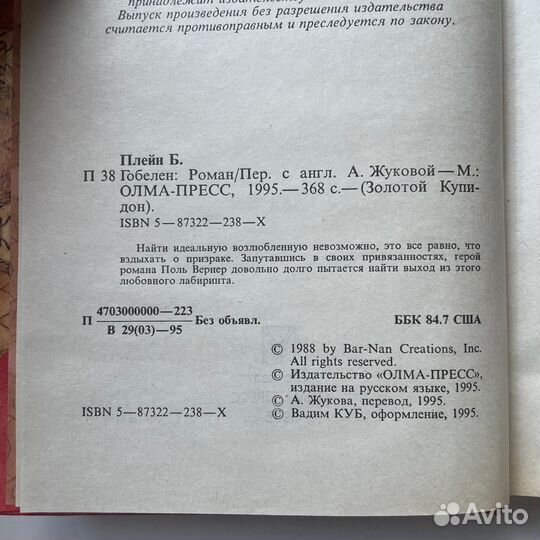 принадлежит издательству
Выпуск произведения без разрешения издательства
считается противоправным и преследуется по закону.
Плейн Б.
П 38 Гобелен: Роман/Пер. с англ. А. Жуковой — М.:
ОЛМА-ПРЕСС, 1995.— 368 с.— (Золотой Купи-
дон).
ISBN 5—87322—238—X
Найти идеальную возлюбленную невозможно, это все равно, что
вздыхать о призраке. Запутавшись в своих привязанностях, герой
романа Поль Вернер довольно долго пытается найти выход из этого
любовного лабиринта.
П 4703000000—223
В 29(03)—95 Без объявл.
ББК 84.7 США
© 1988 by Bar-Nan Creations, Inc.
All rights reserved.
© Издательство «ОЛМА-ПРЕСС»,
издание на русском языке, 1995.
© А. Жукова, перевод, 1995.
ISBN 5—87322—238—X
© Вадим КУБ, оформление, 1995.
Avito